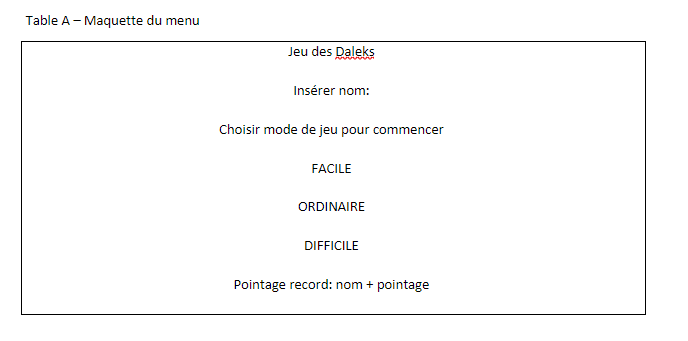 Table A – Maquette du menu
Jeu des Daleks
Insérer nom:
Choisir mode de jeu pour commencer
FACILE
ORDINAIRE
DIFFICILE
Pointage record: nom + pointage